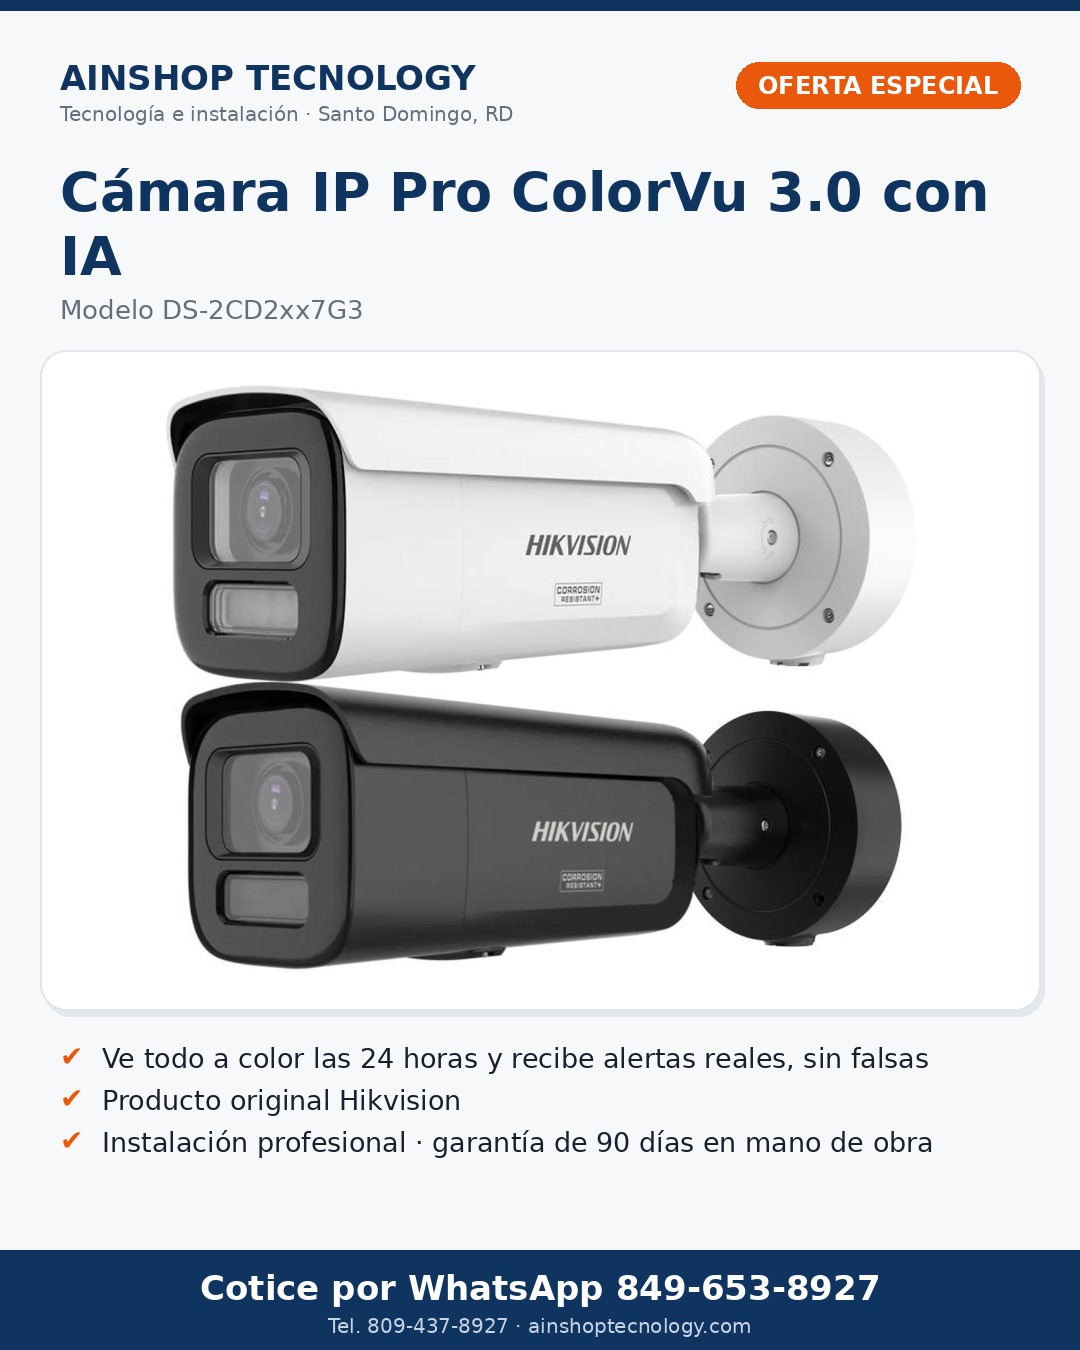 AINSHOP TECNOLOGY
OFERTA ESPECIAL
Tecnología e instalación · Santo Domingo, RD
Cámara IP Pro ColorVu 3.0 con
IA
Modelo DS-2CD2xx7G3
HIKVISION
CORROSION
RESISTANT+
HIKVISION
CORROSION
RESISTANT+
✔ Ve todo a color las 24 horas y recibe alertas reales, sin falsas
✔ Producto original Hikvision
✔ Instalación profesional · garantía de 90 días en mano de obra
Cotice por WhatsApp 849-653-8927
Tel. 809-437-8927 · ainshoptecnology.com